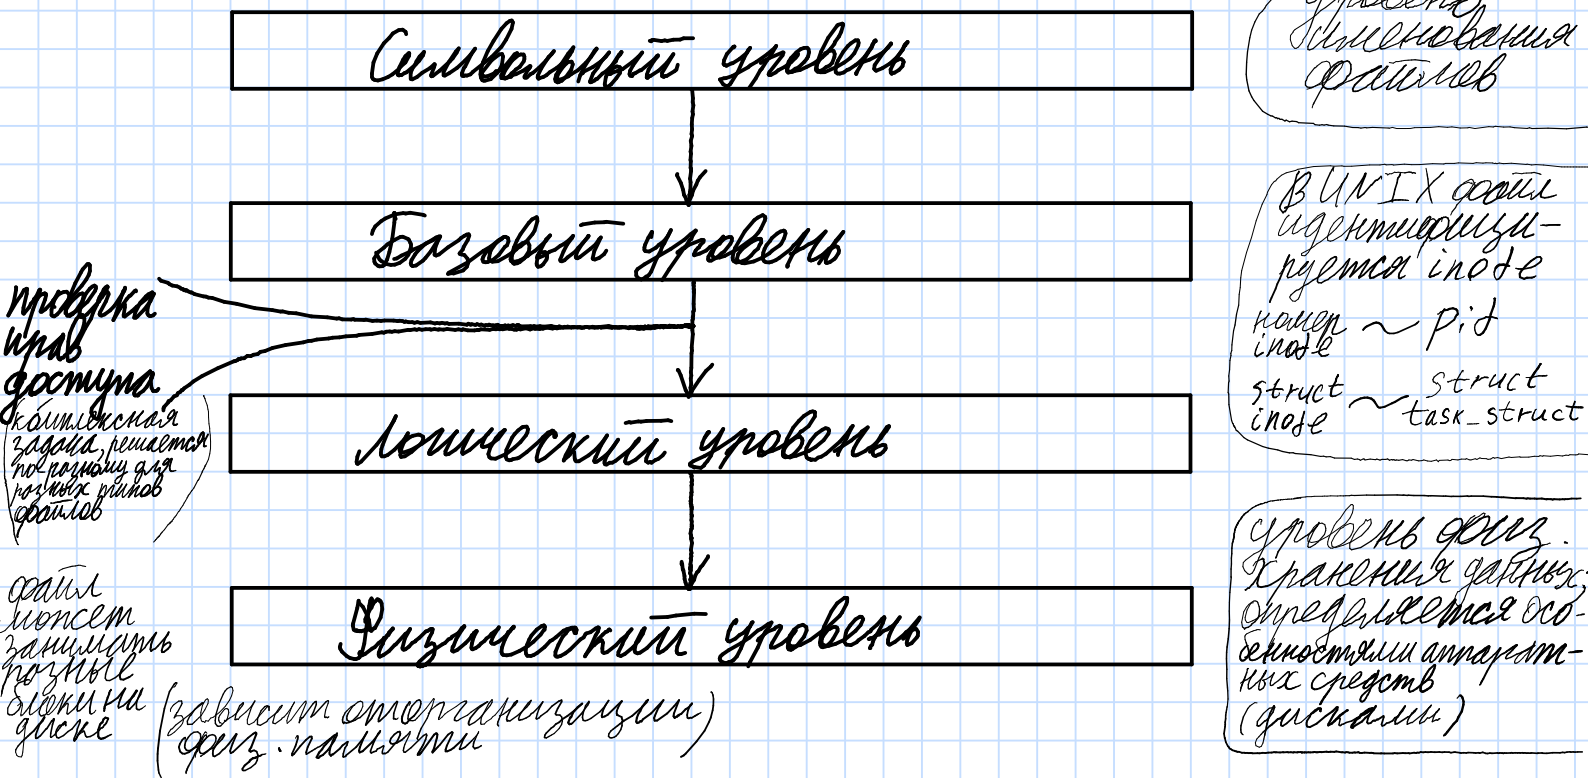 Символьный уровень
уровень
именования
файлов
Базовый уровень
В UNIX файл
идентифици-
руется inode
номер inode ~ pid
struct inode ~ struct task_struct
проверка
прав
доступа
(комплексная
задача, решается
по-разному для
разных типов
файлов)
Логический уровень
уровень физ.
хранения данных;
определяется осо-
бенностями аппарат-
ных средств
(дисками)
Физический уровень
файл
может
занимать
разные
блоки на
диске
(зависит от организации
физ. памяти)